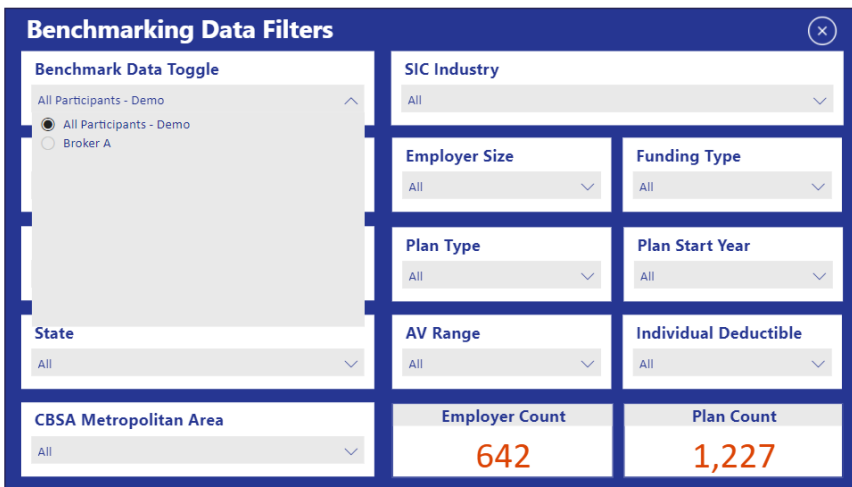 Benchmarking Data Filters
Benchmark Data Toggle
All Participants - Demo
All Participants - Demo
Broker A
SIC Industry
All
Employer Size
All
Funding Type
All
Plan Type
All
Plan Start Year
All
State
All
AV Range
All
Individual Deductible
All
CBSA Metropolitan Area
All
Employer Count
642
Plan Count
1,227